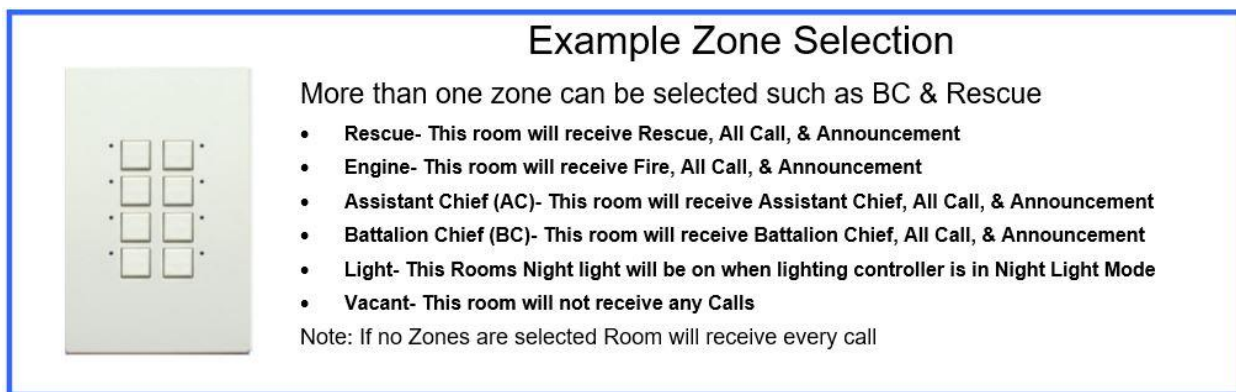 Example Zone Selection
More than one zone can be selected such as BC & Rescue
• Rescue- This room will receive Rescue, All Call, & Announcement
• Engine- This room will receive Fire, All Call, & Announcement
• Assistant Chief (AC)- This room will receive Assistant Chief, All Call, & Announcement
• Battalion Chief (BC)- This room will receive Battalion Chief, All Call, & Announcement
• Light- This Rooms Night light will be on when lighting controller is in Night Light Mode
• Vacant- This room will not receive any Calls
Note: If no Zones are selected Room will receive every call